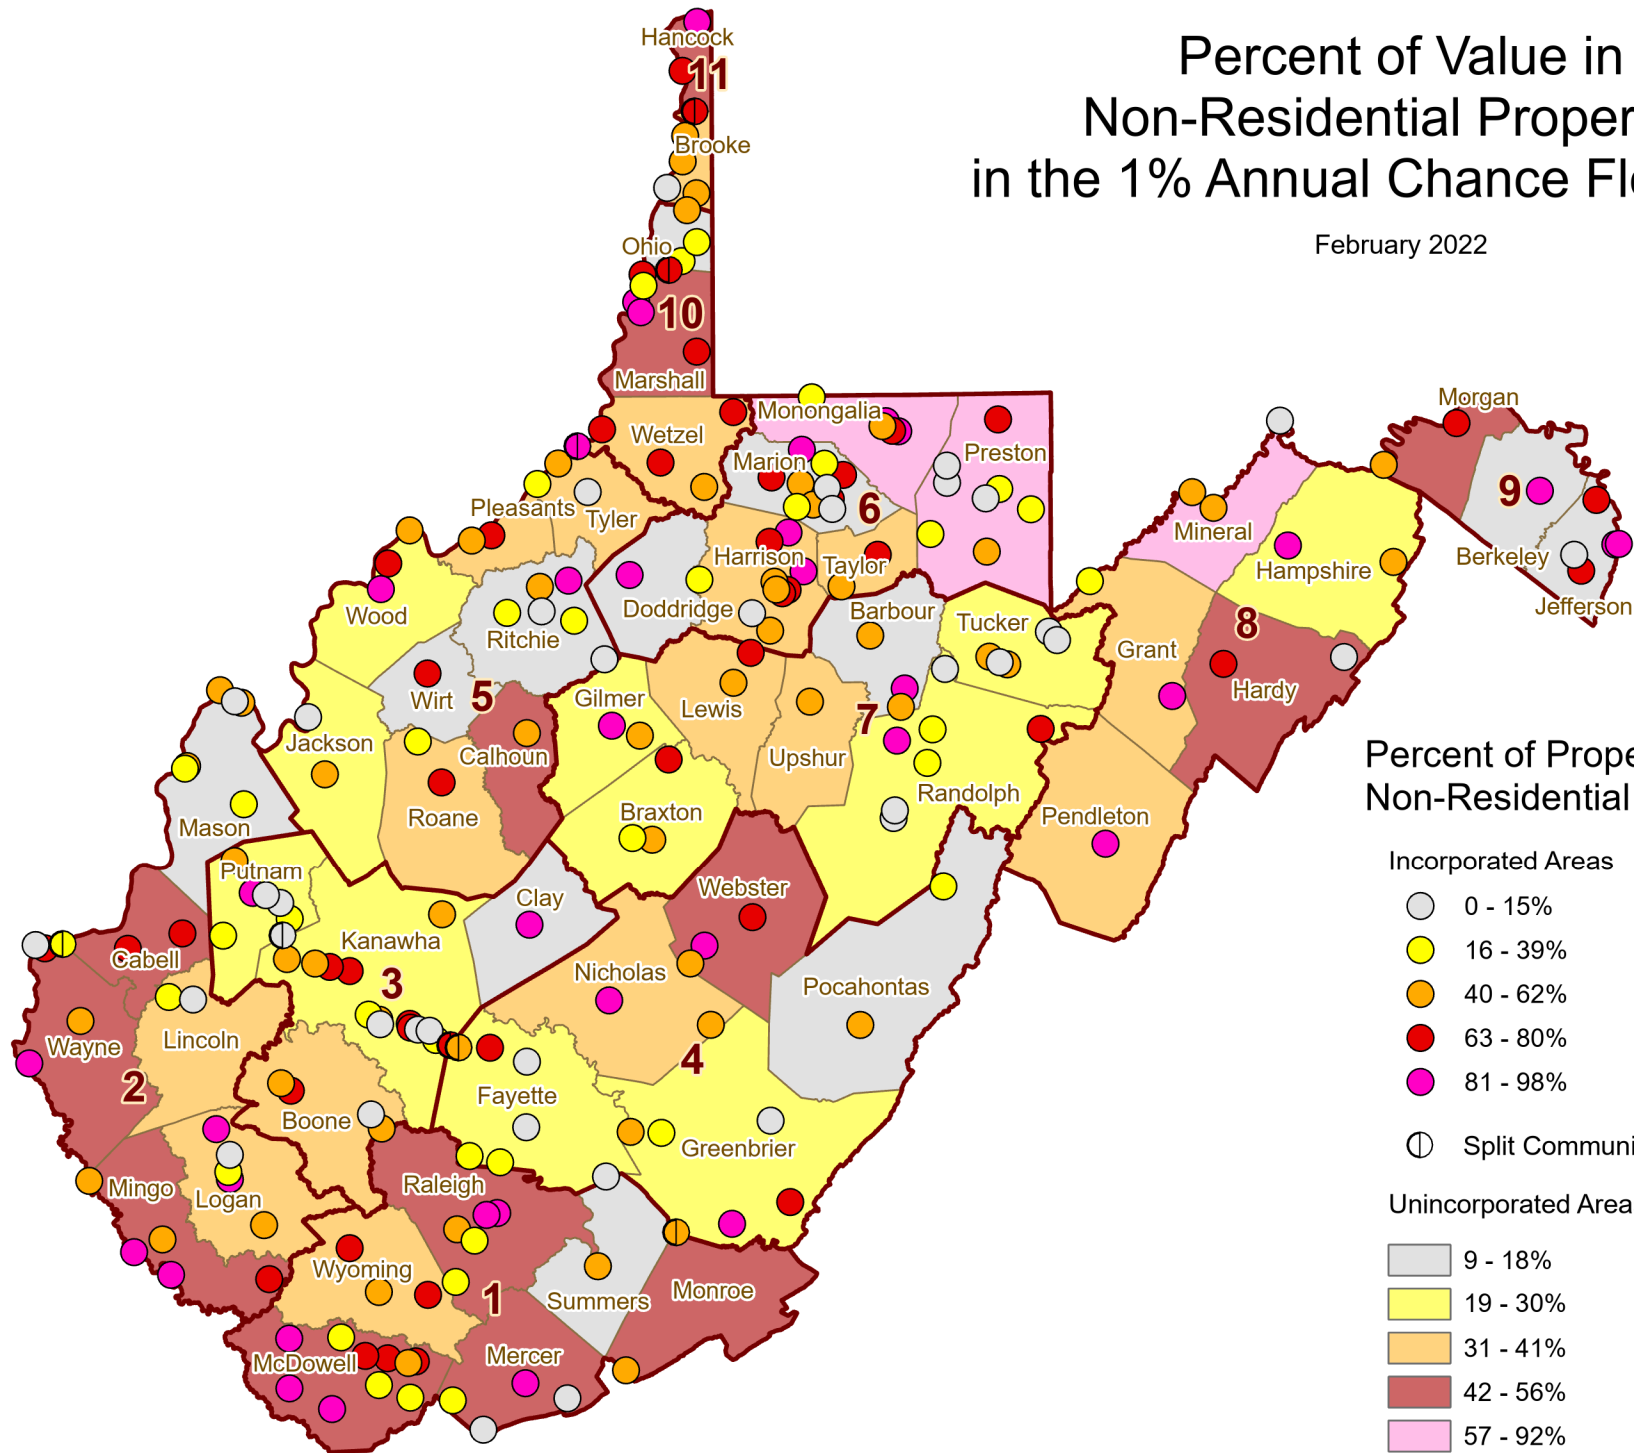 Percent of Value in
Non-Residential Proper
in the 1% Annual Chance Fl
February 2022
Hancock
11
Brooke
Ohio
10
Marshall
Wetzel
Monongalia
Marion
Preston
6
Pleasants
Tyler
Harrison
Taylor
Morgan
9
Berkeley
Jefferson
Mineral
Hampshire
8
Grant
Hardy
Pendleton
Wood
Ritchie
Doddridge
Barbour
Tucker
Wirt
5
Gilmer
Lewis
7
Upshur
Randolph
Jackson
Calhoun
Roane
Braxton
Mason
Putnam
Clay
Webster
Kanawha
3
Nicholas
Pocahontas
Cabell
Wayne
Lincoln
2
4
Fayette
Greenbrier
Boone
Mingo
Logan
Raleigh
Wyoming
1
Summers
Monroe
McDowell
Mercer
Percent of Prope
Non-Residential
Incorporated Areas
0 - 15%
16 - 39%
40 - 62%
63 - 80%
81 - 98%
Split Communi
Unincorporated Area
9 - 18%
19 - 30%
31 - 41%
42 - 56%
57 - 92%